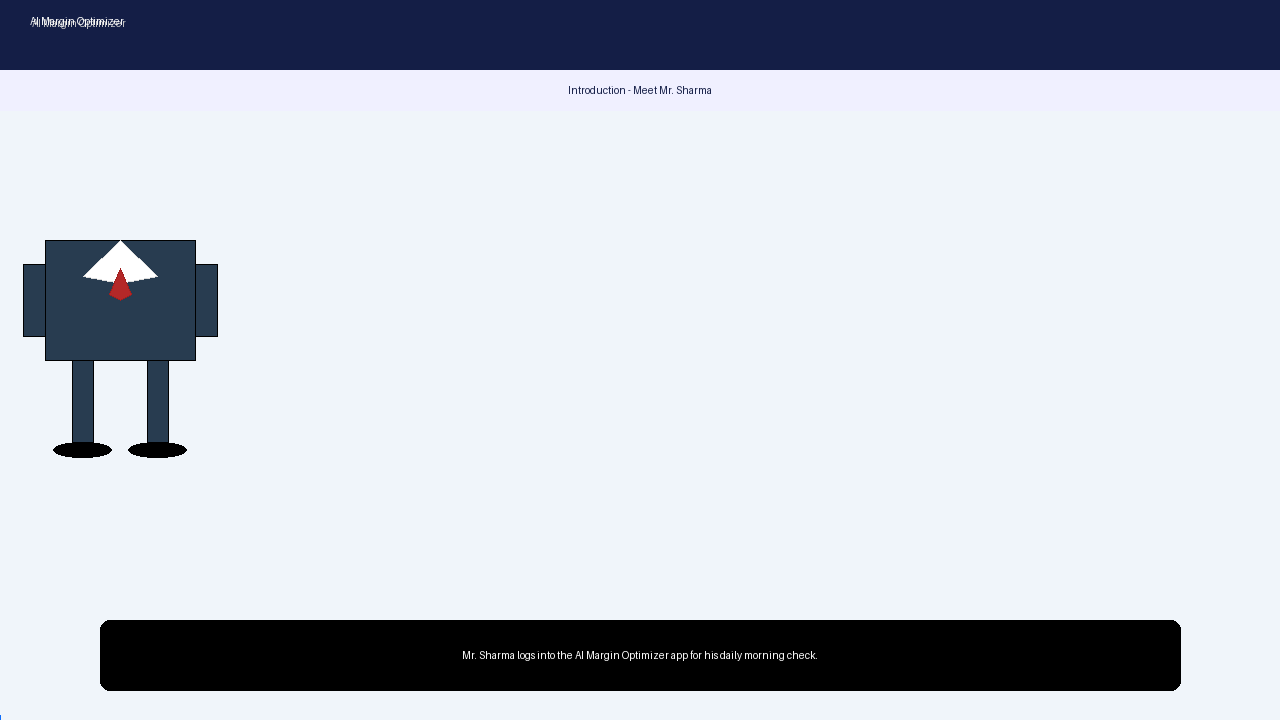 AI Margin Optimizer
Introduction - Meet Mr. Sharma
Mr. Sharma logs into the AI Margin Optimizer app for his daily morning check.